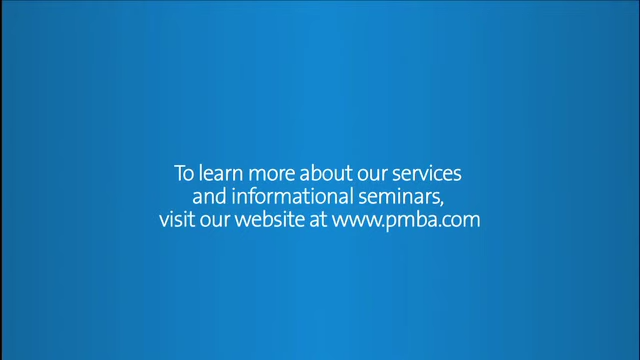 To learn more about our services
and informational seminars,
visit our website at www.pmba.com